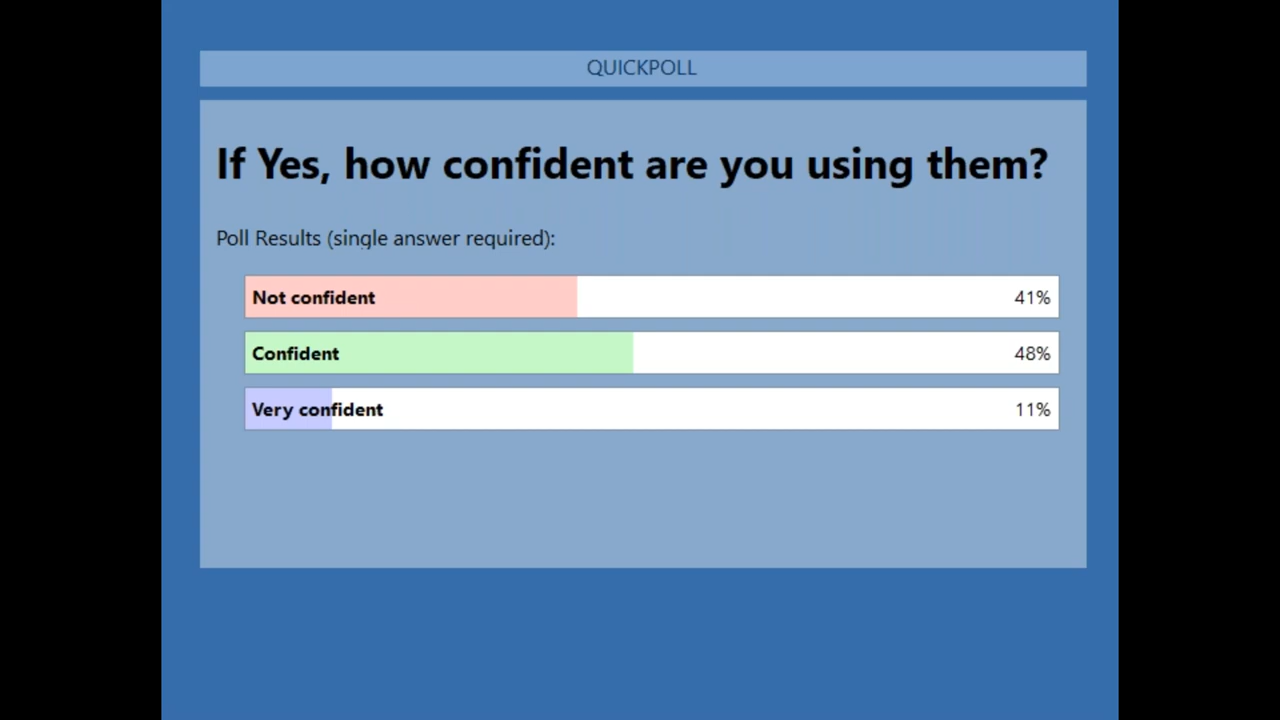 QUICKPOLL
If Yes, how confident are you using them?
Poll Results (single answer required):
Not confident 41%
Confident 48%
Very confident 11%